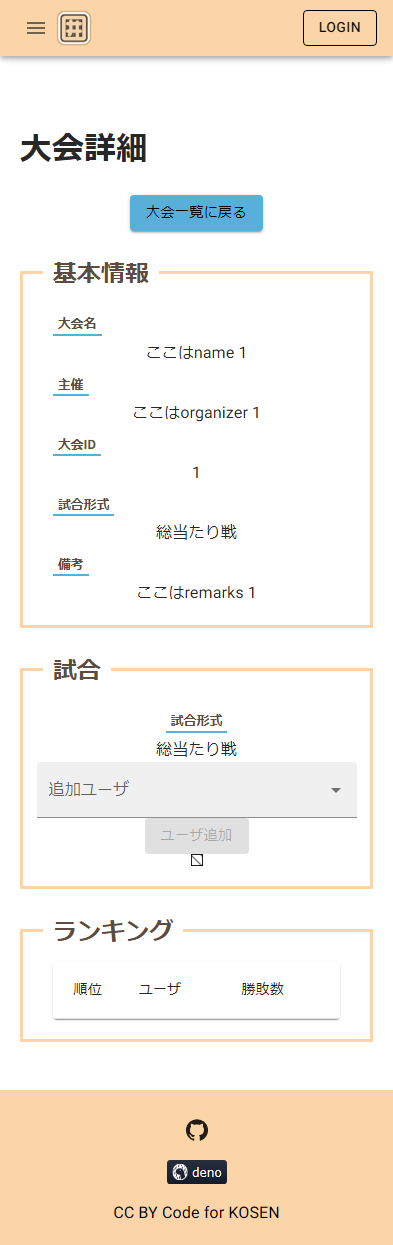 LOGIN
大会詳細
大会一覧に戻る
基本情報
大会名
ここはname 1
主催
ここはorganizer 1
大会ID
1
試合形式
総当たり戦
備考
ここはremarks 1
試合
試合形式
総当たり戦
追加ユーザ
ユーザ追加
ランキング
順位 ユーザ 勝敗数
deno
CC BY Code for KOSEN